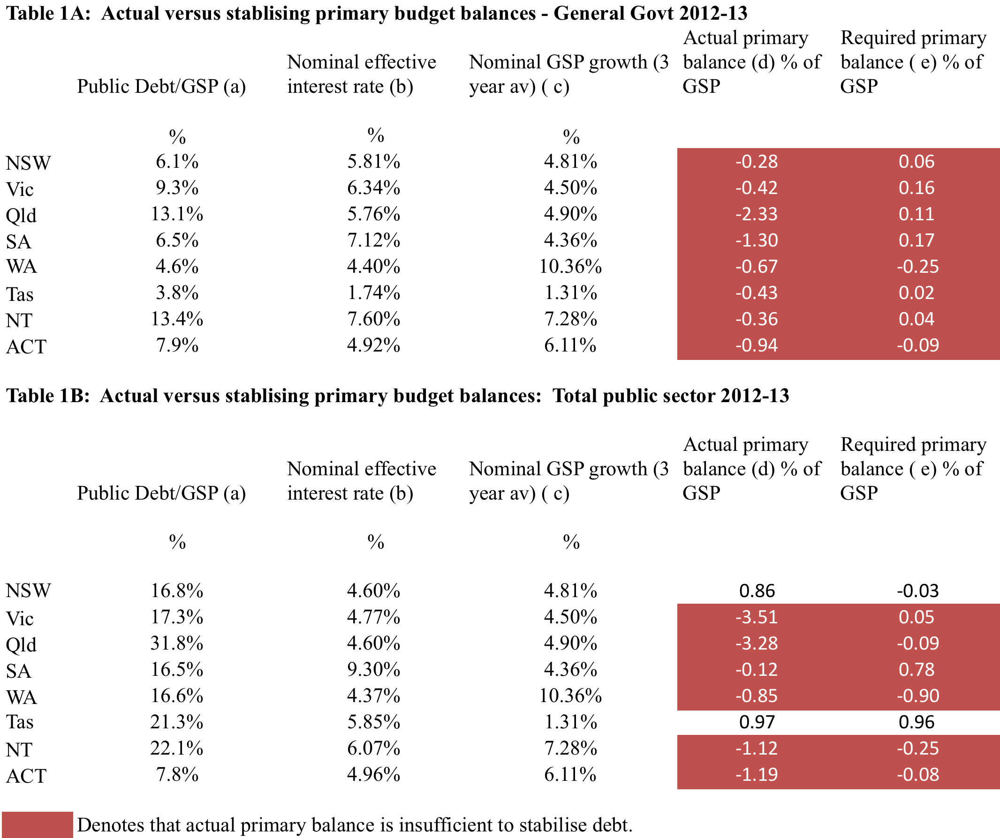 Table 1A:  Actual versus stablising primary budget balances - General Govt 2012-13
Public Debt/GSP (a) Nominal effective interest rate (b) Nominal GSP growth (3 year av) ( c) Actual primary balance (d) % of GSP Required primary balance ( e) % of GSP
% % %
NSW 6.1% 5.81% 4.81% -0.28 0.06
Vic 9.3% 6.34% 4.50% -0.42 0.16
Qld 13.1% 5.76% 4.90% -2.33 0.11
SA 6.5% 7.12% 4.36% -1.30 0.17
WA 4.6% 4.40% 10.36% -0.67 -0.25
Tas 3.8% 1.74% 1.31% -0.43 0.02
NT 13.4% 7.60% 7.28% -0.36 0.04
ACT 7.9% 4.92% 6.11% -0.94 -0.09
Table 1B:  Actual versus stablising primary budget balances:  Total public sector 2012-13
Public Debt/GSP (a) Nominal effective interest rate (b) Nominal GSP growth (3 year av) ( c) Actual primary balance (d) % of GSP Required primary balance ( e) % of GSP
% % %
NSW 16.8% 4.60% 4.81% 0.86 -0.03
Vic 17.3% 4.77% 4.50% -3.51 0.05
Qld 31.8% 4.60% 4.90% -3.28 -0.09
SA 16.5% 9.30% 4.36% -0.12 0.78
WA 16.6% 4.37% 10.36% -0.85 -0.90
Tas 21.3% 5.85% 1.31% 0.97 0.96
NT 22.1% 6.07% 7.28% -1.12 -0.25
ACT 7.8% 4.96% 6.11% -1.19 -0.08
Denotes that actual primary balance is insufficient to stabilise debt.